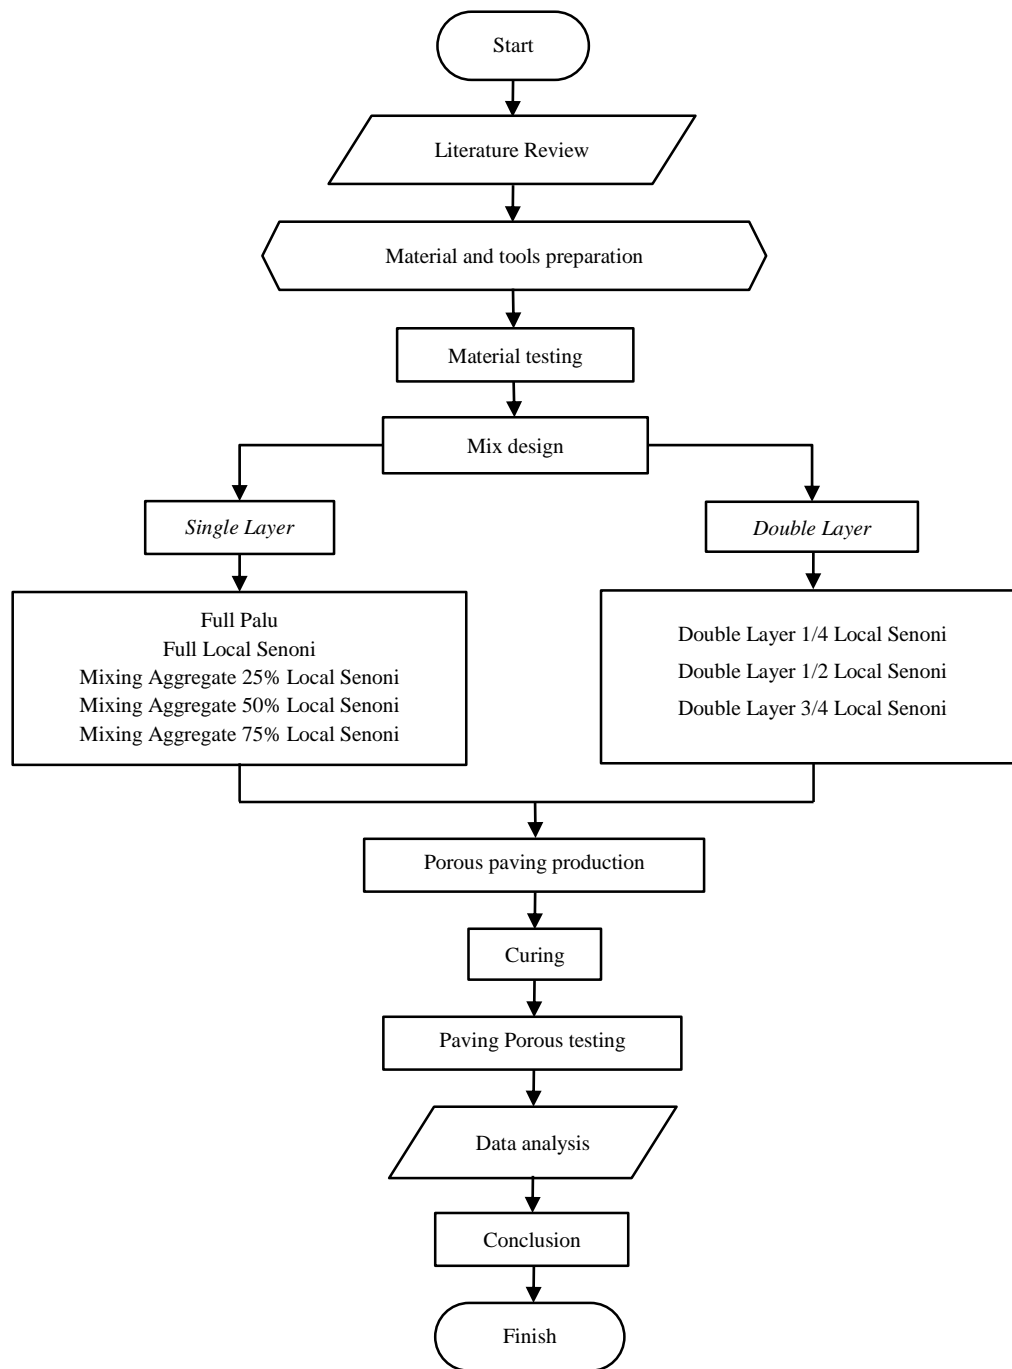 Start
Literature Review
Material and tools preparation
Material testing
Mix design
Single Layer
Double Layer
Full Palu
Full Local Senoni
Mixing Aggregate 25% Local Senoni
Mixing Aggregate 50% Local Senoni
Mixing Aggregate 75% Local Senoni
Double Layer 1/4 Local Senoni
Double Layer 1/2 Local Senoni
Double Layer 3/4 Local Senoni
Porous paving production
Curing
Paving Porous testing
Data analysis
Conclusion
Finish